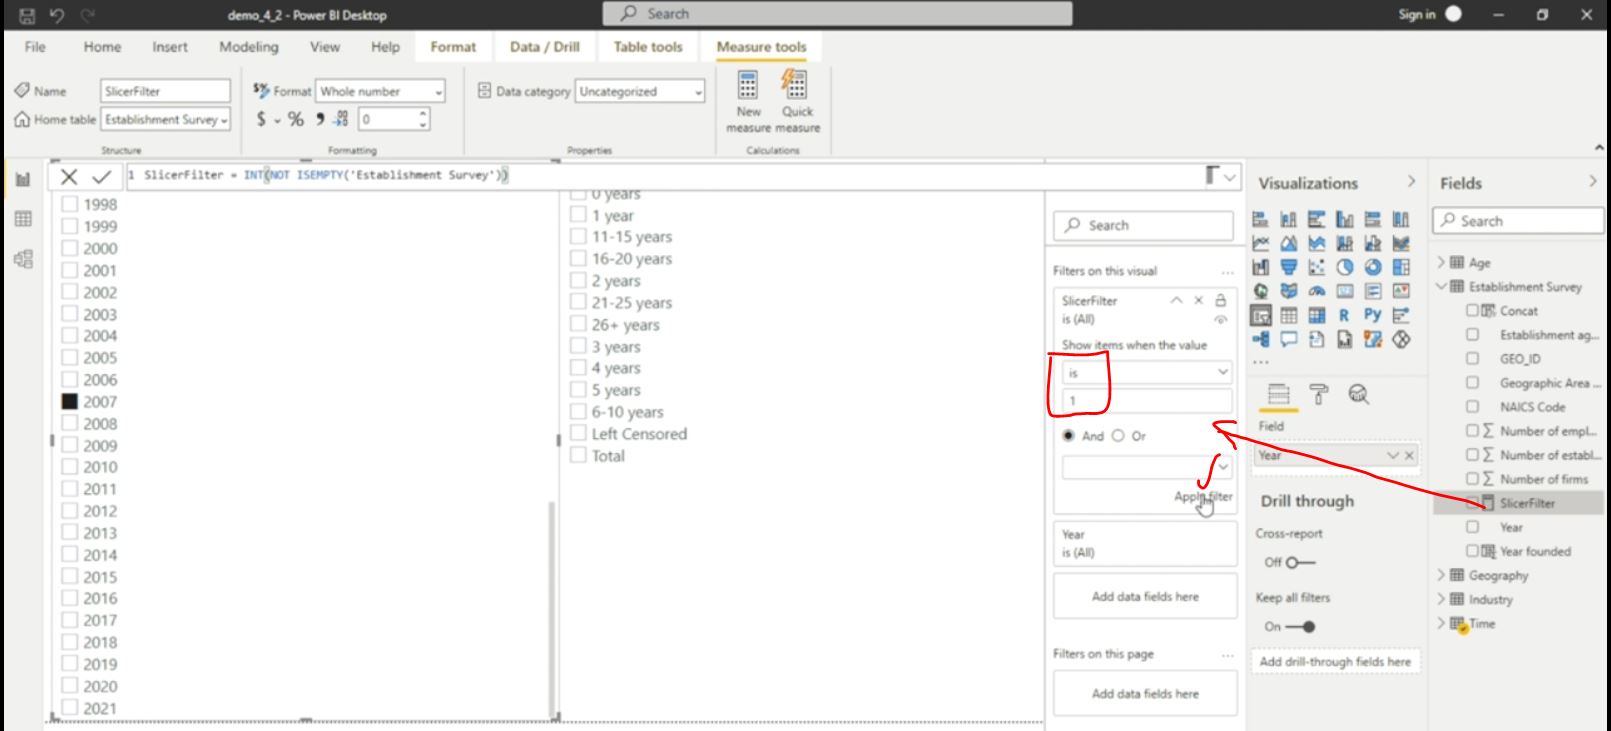 demo_4_2 - Power BI Desktop
Search
Sign in
File Home Insert Modeling View Help Format Data / Drill Table tools Measure tools
Name SlicerFilter
Home table Establishment Survey
Structure
Format Whole number
$ % 0
Formatting
Data category Uncategorized
Properties
New measure
Quick measure
Calculations
1 SlicerFilter = INT(NOT ISEMPTY('Establishment Survey'))
1998
1999
2000
2001
2002
2003
2004
2005
2006
2007
2008
2009
2010
2011
2012
2013
2014
2015
2016
2017
2018
2019
2020
2021
0 years
1 year
11-15 years
16-20 years
2 years
21-25 years
26+ years
3 years
4 years
5 years
6-10 years
Left Censored
Total
Search
Filters on this visual ...
SlicerFilter
is (All)
Show items when the value
is
1
And Or
Apply filter
Year
is (All)
Add data fields here
Filters on this page ...
Add data fields here
Visualizations
R Py
...
Field
Year
Drill through
Cross-report
Off
Keep all filters
On
Add drill-through fields here
Fields
Search
Age
Establishment Survey
Concat
Establishment ag...
GEO_ID
Geographic Area ...
NAICS Code
Number of empl...
Number of establ...
Number of firms
SlicerFilter
Year
Year founded
Geography
Industry
Time